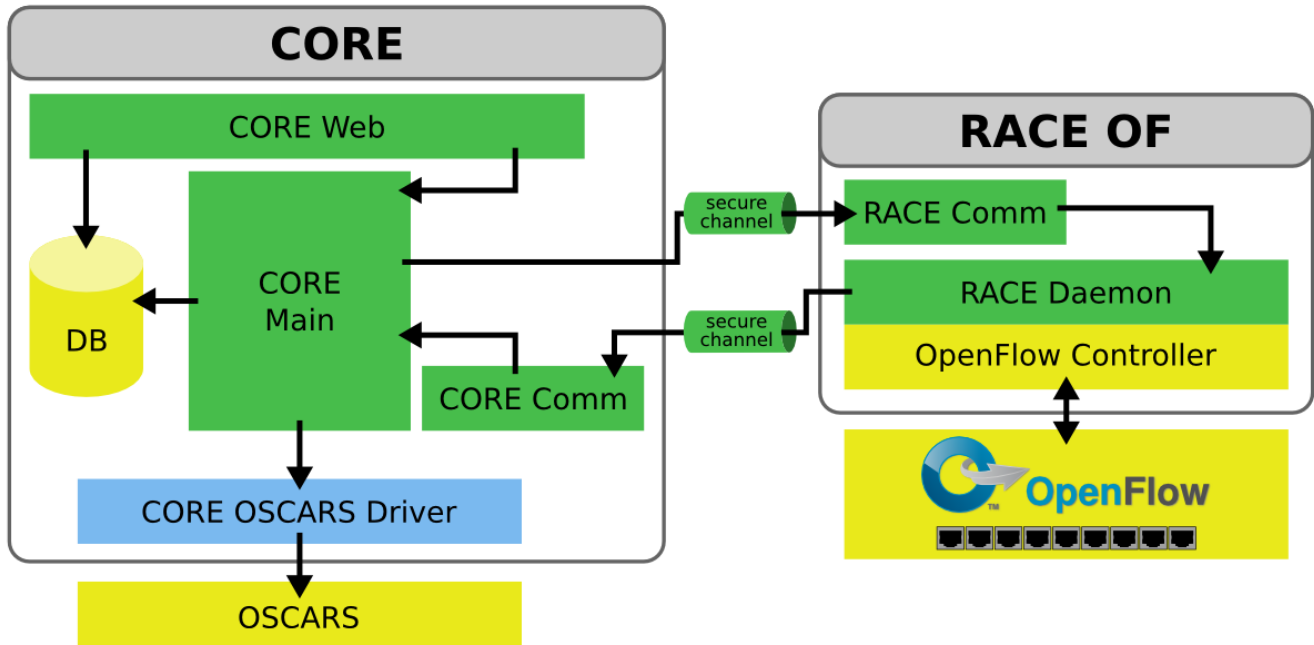 CORE
CORE Web
CORE
Main
DB
CORE Comm
CORE OSCARS Driver
OSCARS
secure
channel
secure
channel
RACE OF
RACE Comm
RACE Daemon
OpenFlow Controller
OpenFlow
TM